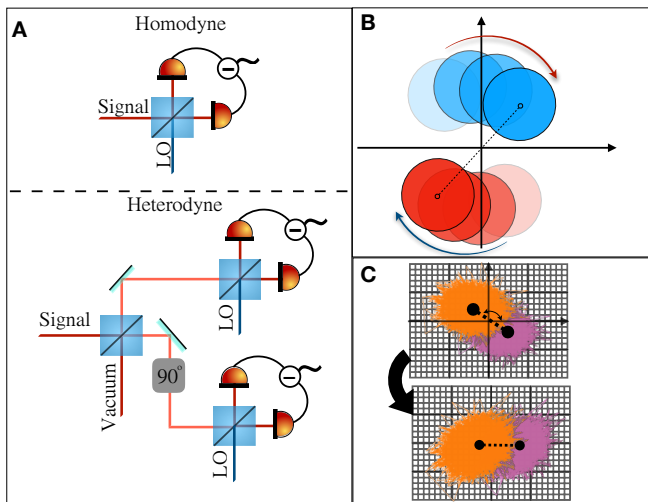 A
Homodyne
Signal
LO
Heterodyne
LO
Signal
Vacuum
90°
LO
B
C